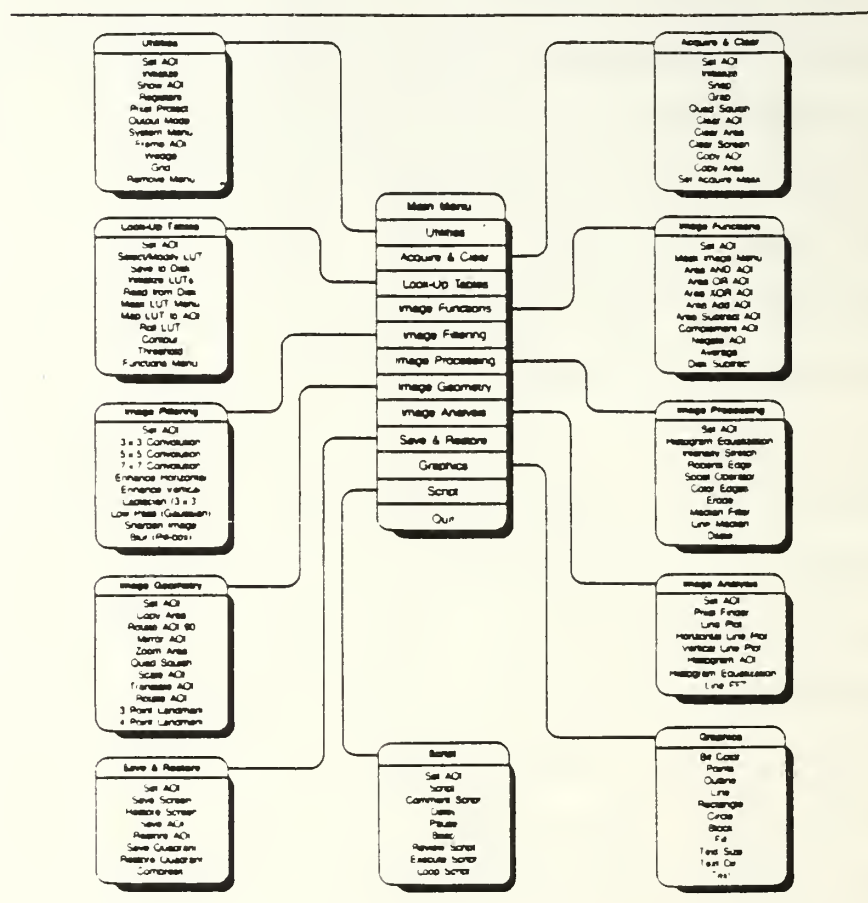 Utilities
Set AOI
Initialize
Show AOI
Registers
Pixel Protect
Output Mode
System Menu
Frame AOI
Wedge
Grid
Remove Menu
Acquire & Clear
Set AOI
Initialize
Snap
Grab
Quad Squish
Clear AOI
Clear Area
Clear Screen
Copy AOI
Copy Area
Set Acquire Mask
Main Menu
Utilities
Acquire & Clear
Look-Up Tables
Image Functions
Image Filtering
Image Processing
Image Geometry
Image Analysis
Save & Restore
Graphics
Script
Quit
Look-Up Tables
Set AOI
Select/Modify LUT
Save to Disk
Initialize LUTs
Read from Disk
Mask LUT Menu
Map LUT to AOI
Roll LUT
Contour
Threshold
Functions Menu
Image Functions
Set AOI
Mask Image Menu
Area AND AOI
Area OR AOI
Area XOR AOI
Area Add AOI
Area Subtract AOI
Complement AOI
Negate AOI
Average
Disk Subtract
Image Filtering
Set AOI
3 x 3 Convolution
5 x 5 Convolution
7 x 7 Convolution
Enhance Horizontal
Enhance Vertical
Laplacian (3 x 3
Low Pass (Gaussian)
Sharpen Image
Blur (Pill-box)
Image Processing
Set AOI
Histogram Equalization
Intensity Stretch
Roberts Edge
Sobel Operator
Color Edges
Erode
Median Filter
Line Median
Dilate
Image Geometry
Set AOI
Copy Area
Rotate AOI 90
Mirror AOI
Zoom Area
Quad Squish
Scale AOI
Translate AOI
Rotate AOI
3 Point Landmark
4 Point Landmark
Image Analysis
Set AOI
Pixel Finder
Line Plot
Horizontal Line Plot
Vertical Line Plot
Histogram AOI
Histogram Equalization
Line FFT
Save & Restore
Set AOI
Save Screen
Restore Screen
Save AOI
Restore AOI
Save Quadrant
Restore Quadrant
Compress
Script
Set AOI
Script
Comment Script
Delay
Pause
Beep
Review Script
Execute Script
Loop Script
Graphics
Bit Color
Points
Outline
Line
Rectangle
Circle
Block
Fill
Text Size
Text Dir
Text